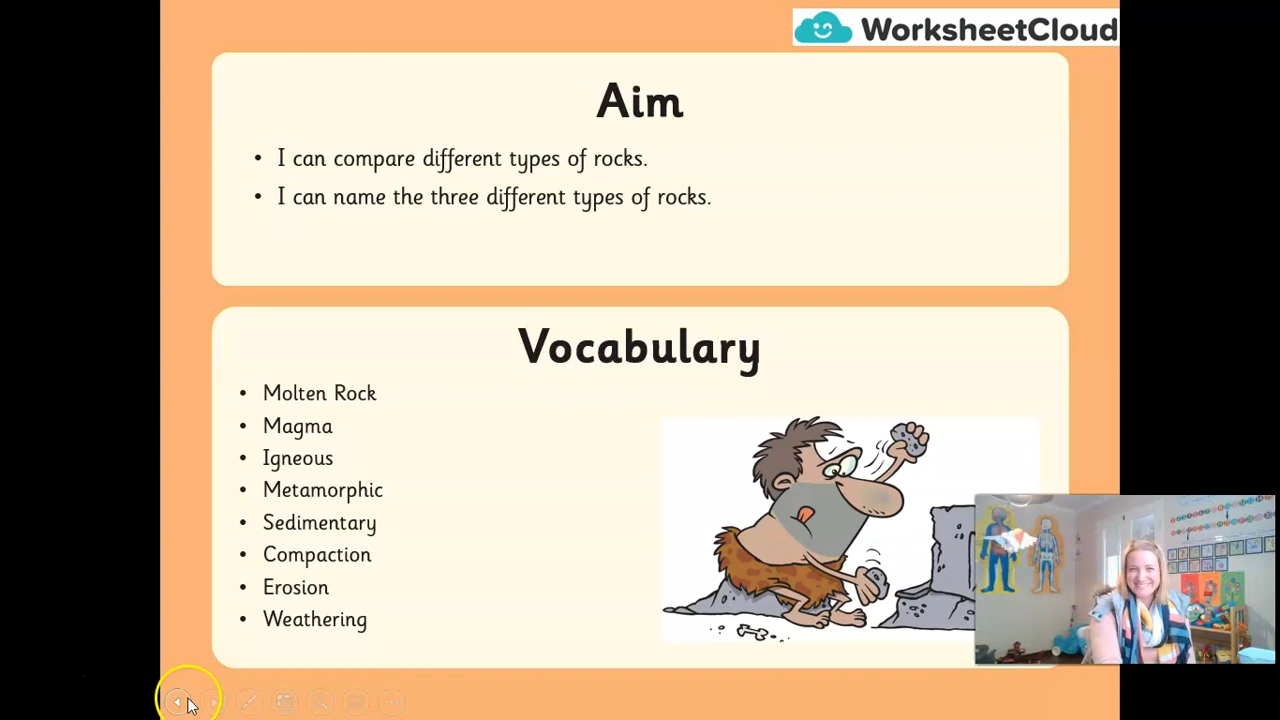 WorksheetCloud
Aim
• I can compare different types of rocks.
• I can name the three different types of rocks.
Vocabulary
• Molten Rock
• Magma
• Igneous
• Metamorphic
• Sedimentary
• Compaction
• Erosion
• Weathering